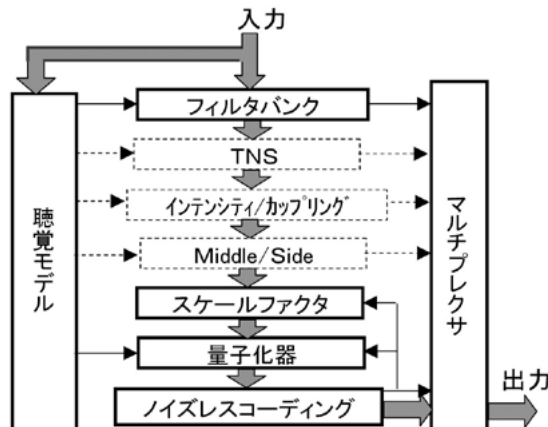 入力
フィルタバンク
TNS
インテンシティ/カップリング
Middle/Side
スケールファクタ
量子化器
ノイズレスコーディング
聴覚モデル
マルチプレクサ
出力